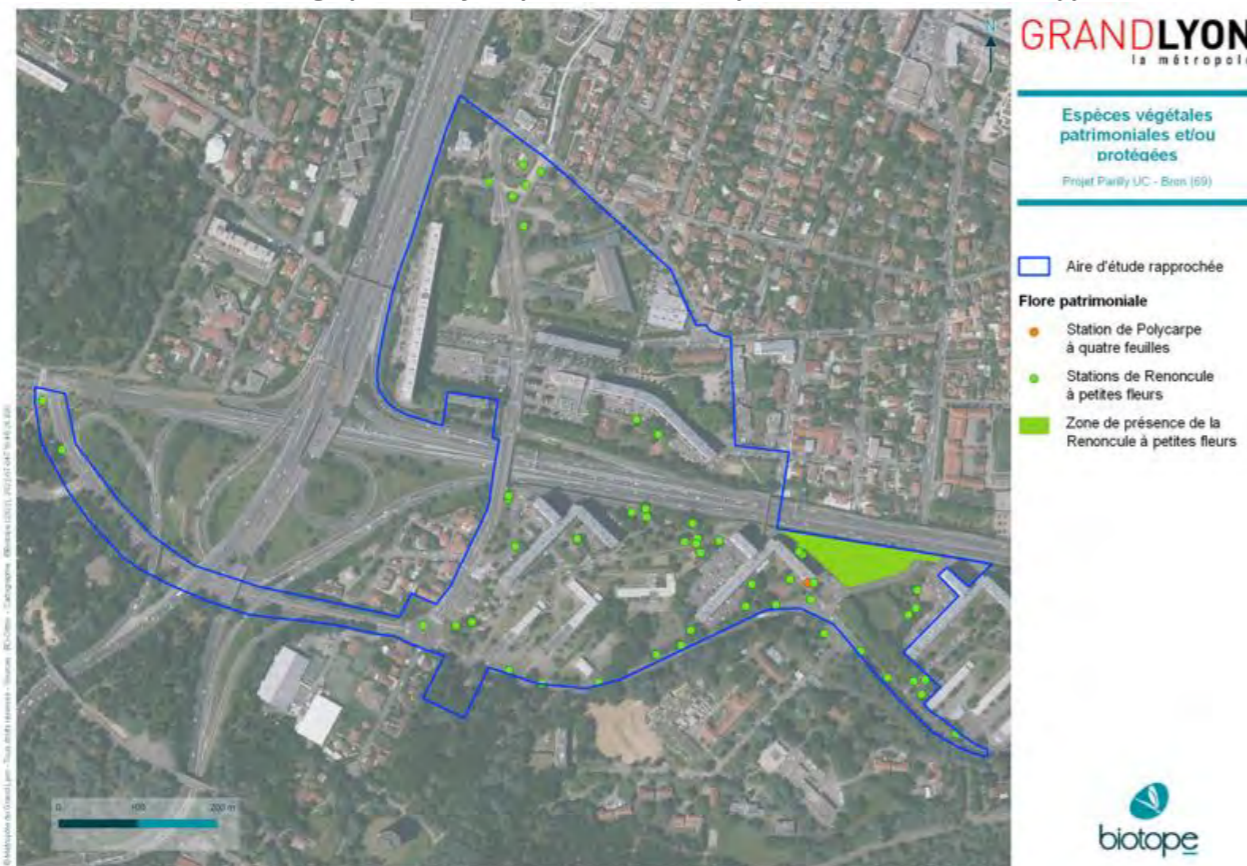 GRANDLYON
la métropole
Espèces végétales
patrimoniales et/ou
protégées
Projet Parilly UC - Bron (69)
Aire d'étude rapprochée
Flore patrimoniale
Station de Polycarpe
à quatre feuilles
Stations de Renoncule
à petites fleurs
Zone de présence de la
Renoncule à petites fleurs
N
0 100 200 m
biotope